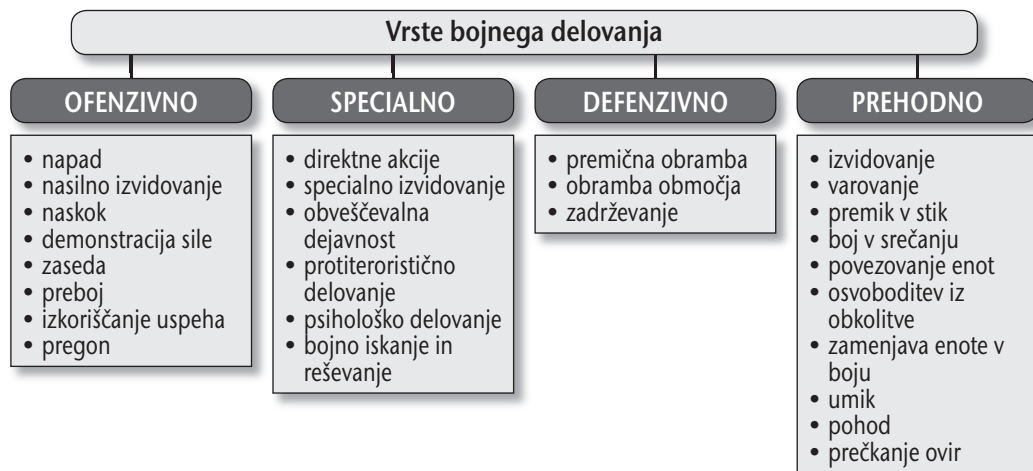 Vrste bojnega delovanja
OFENZIVNO
• napad
• nasilno izvidovanje
• naskok
• demonstracija sile
• zaseda
• preboj
• izkoriščanje uspeha
• pregon
SPECIALNO
• direktne akcije
• specialno izvidovanje
• obveščevalna
dejavnost
• protiteroristično
delovanje
• psihološko delovanje
• bojno iskanje in
reševanje
DEFENZIVNO
• premična obramba
• obramba območja
• zadrževanje
PREHODNO
• izvidovanje
• varovanje
• premik v stik
• boj v srečanju
• povezovanje enot
• osvoboditev iz
obkolitve
• zamenjava enote v
boju
• umik
• pohod
• prečkanje ovir